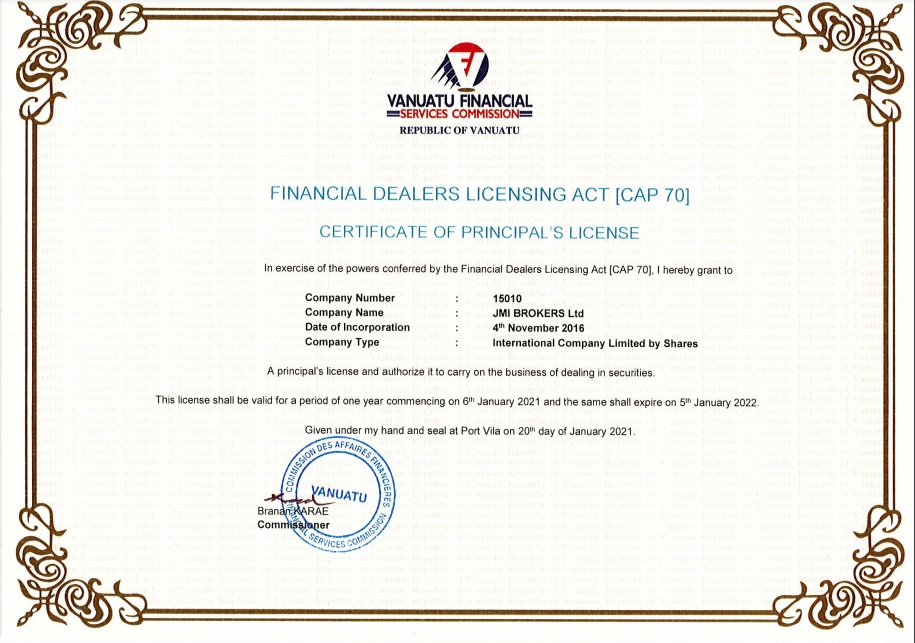 VANUATU FINANCIAL
SERVICES COMMISSION
REPUBLIC OF VANUATU
FINANCIAL DEALERS LICENSING ACT [CAP 70]
CERTIFICATE OF PRINCIPAL'S LICENSE
In exercise of the powers conferred by the Financial Dealers Licensing Act [CAP 70], I hereby grant to
Company Number : 15010
Company Name : JMI BROKERS Ltd
Date of Incorporation : 4th November 2016
Company Type : International Company Limited by Shares
A principal's license and authorize it to carry on the business of dealing in securities.
This license shall be valid for a period of one year commencing on 6th January 2021 and the same shall expire on 5th January 2022.
Given under my hand and seal at Port Vila on 20th day of January 2021.
COMMISSION DES AFFAIRES FINANCIERES
VANUATU
SERVICES COMMISSION
Branan KARAE
Commissioner